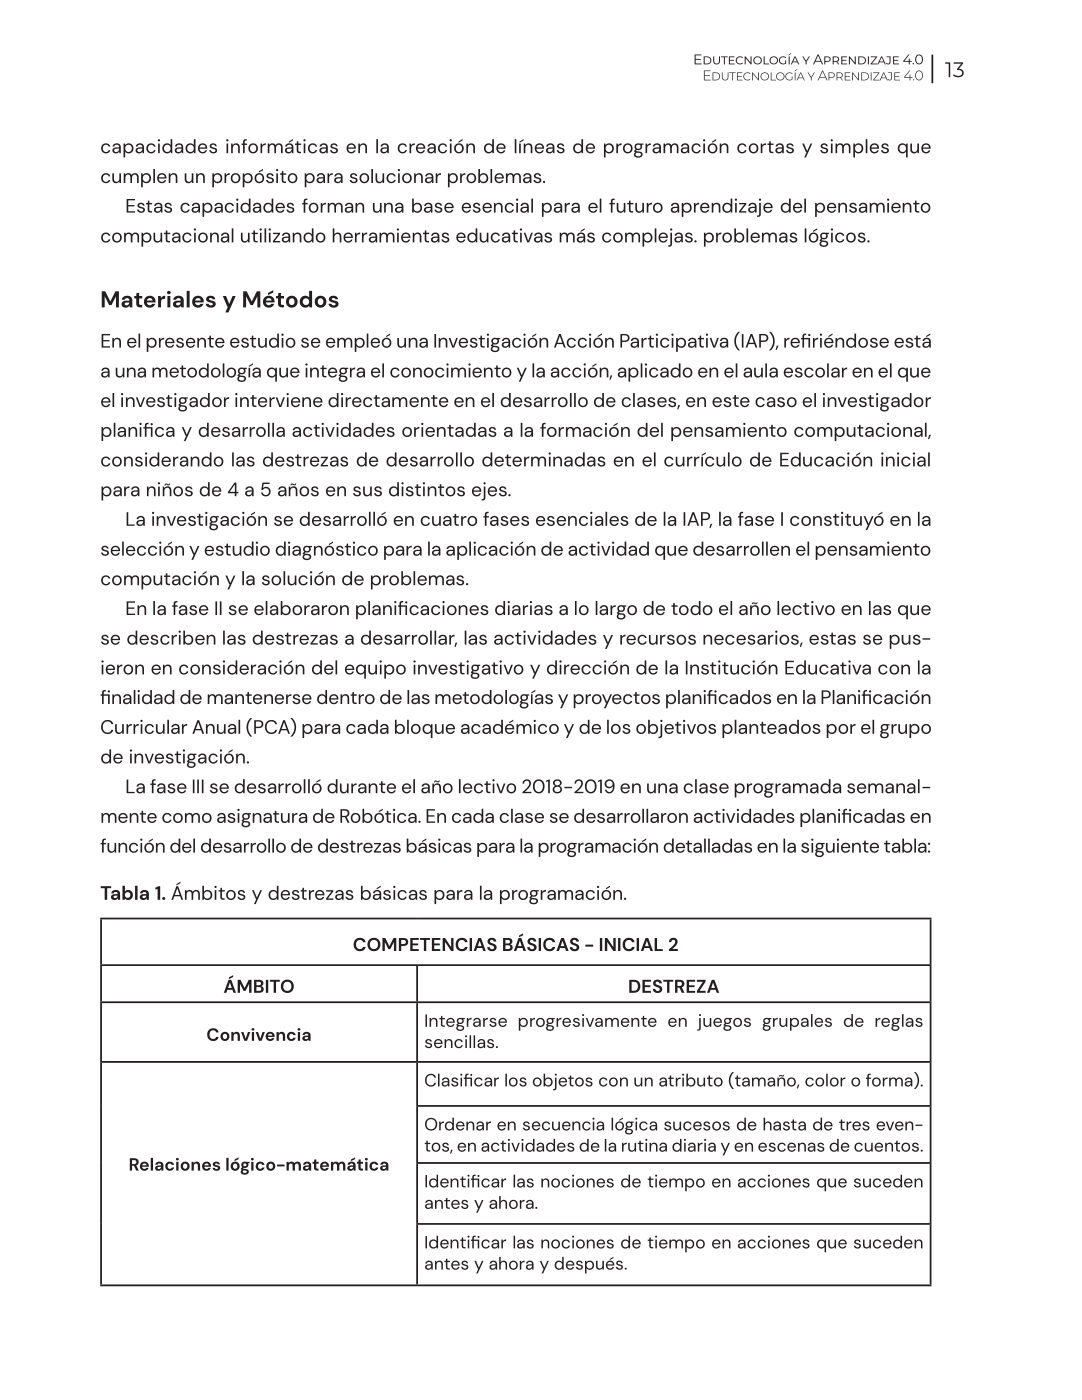 Edutecnología y Aprendizaje 4.0
Edutecnología y Aprendizaje 4.0
13
capacidades informáticas en la creación de líneas de programación cortas y simples que
cumplen un propósito para solucionar problemas.
Estas capacidades forman una base esencial para el futuro aprendizaje del pensamiento
computacional utilizando herramientas educativas más complejas. problemas lógicos.
Materiales y Métodos
En el presente estudio se empleó una Investigación Acción Participativa (IAP), refiriéndose está
a una metodología que integra el conocimiento y la acción, aplicado en el aula escolar en el que
el investigador interviene directamente en el desarrollo de clases, en este caso el investigador
planifica y desarrolla actividades orientadas a la formación del pensamiento computacional,
considerando las destrezas de desarrollo determinadas en el currículo de Educación inicial
para niños de 4 a 5 años en sus distintos ejes.
La investigación se desarrolló en cuatro fases esenciales de la IAP, la fase I constituyó en la
selección y estudio diagnóstico para la aplicación de actividad que desarrollen el pensamiento
computación y la solución de problemas.
En la fase II se elaboraron planificaciones diarias a lo largo de todo el año lectivo en las que
se describen las destrezas a desarrollar, las actividades y recursos necesarios, estas se pus-
ieron en consideración del equipo investigativo y dirección de la Institución Educativa con la
finalidad de mantenerse dentro de las metodologías y proyectos planificados en la Planificación
Curricular Anual (PCA) para cada bloque académico y de los objetivos planteados por el grupo
de investigación.
La fase III se desarrolló durante el año lectivo 2018-2019 en una clase programada semanal-
mente como asignatura de Robótica. En cada clase se desarrollaron actividades planificadas en
función del desarrollo de destrezas básicas para la programación detalladas en la siguiente tabla:
Tabla 1. Ámbitos y destrezas básicas para la programación.
COMPETENCIAS BÁSICAS - INICIAL 2
ÁMBITO
DESTREZA
Convivencia
Integrarse progresivamente en juegos grupales de reglas
sencillas.
Relaciones lógico-matemática
Clasificar los objetos con un atributo (tamaño, color o forma).
Ordenar en secuencia lógica sucesos de hasta de tres even-
tos, en actividades de la rutina diaria y en escenas de cuentos.
Identificar las nociones de tiempo en acciones que suceden
antes y ahora.
Identificar las nociones de tiempo en acciones que suceden
antes y ahora y después.